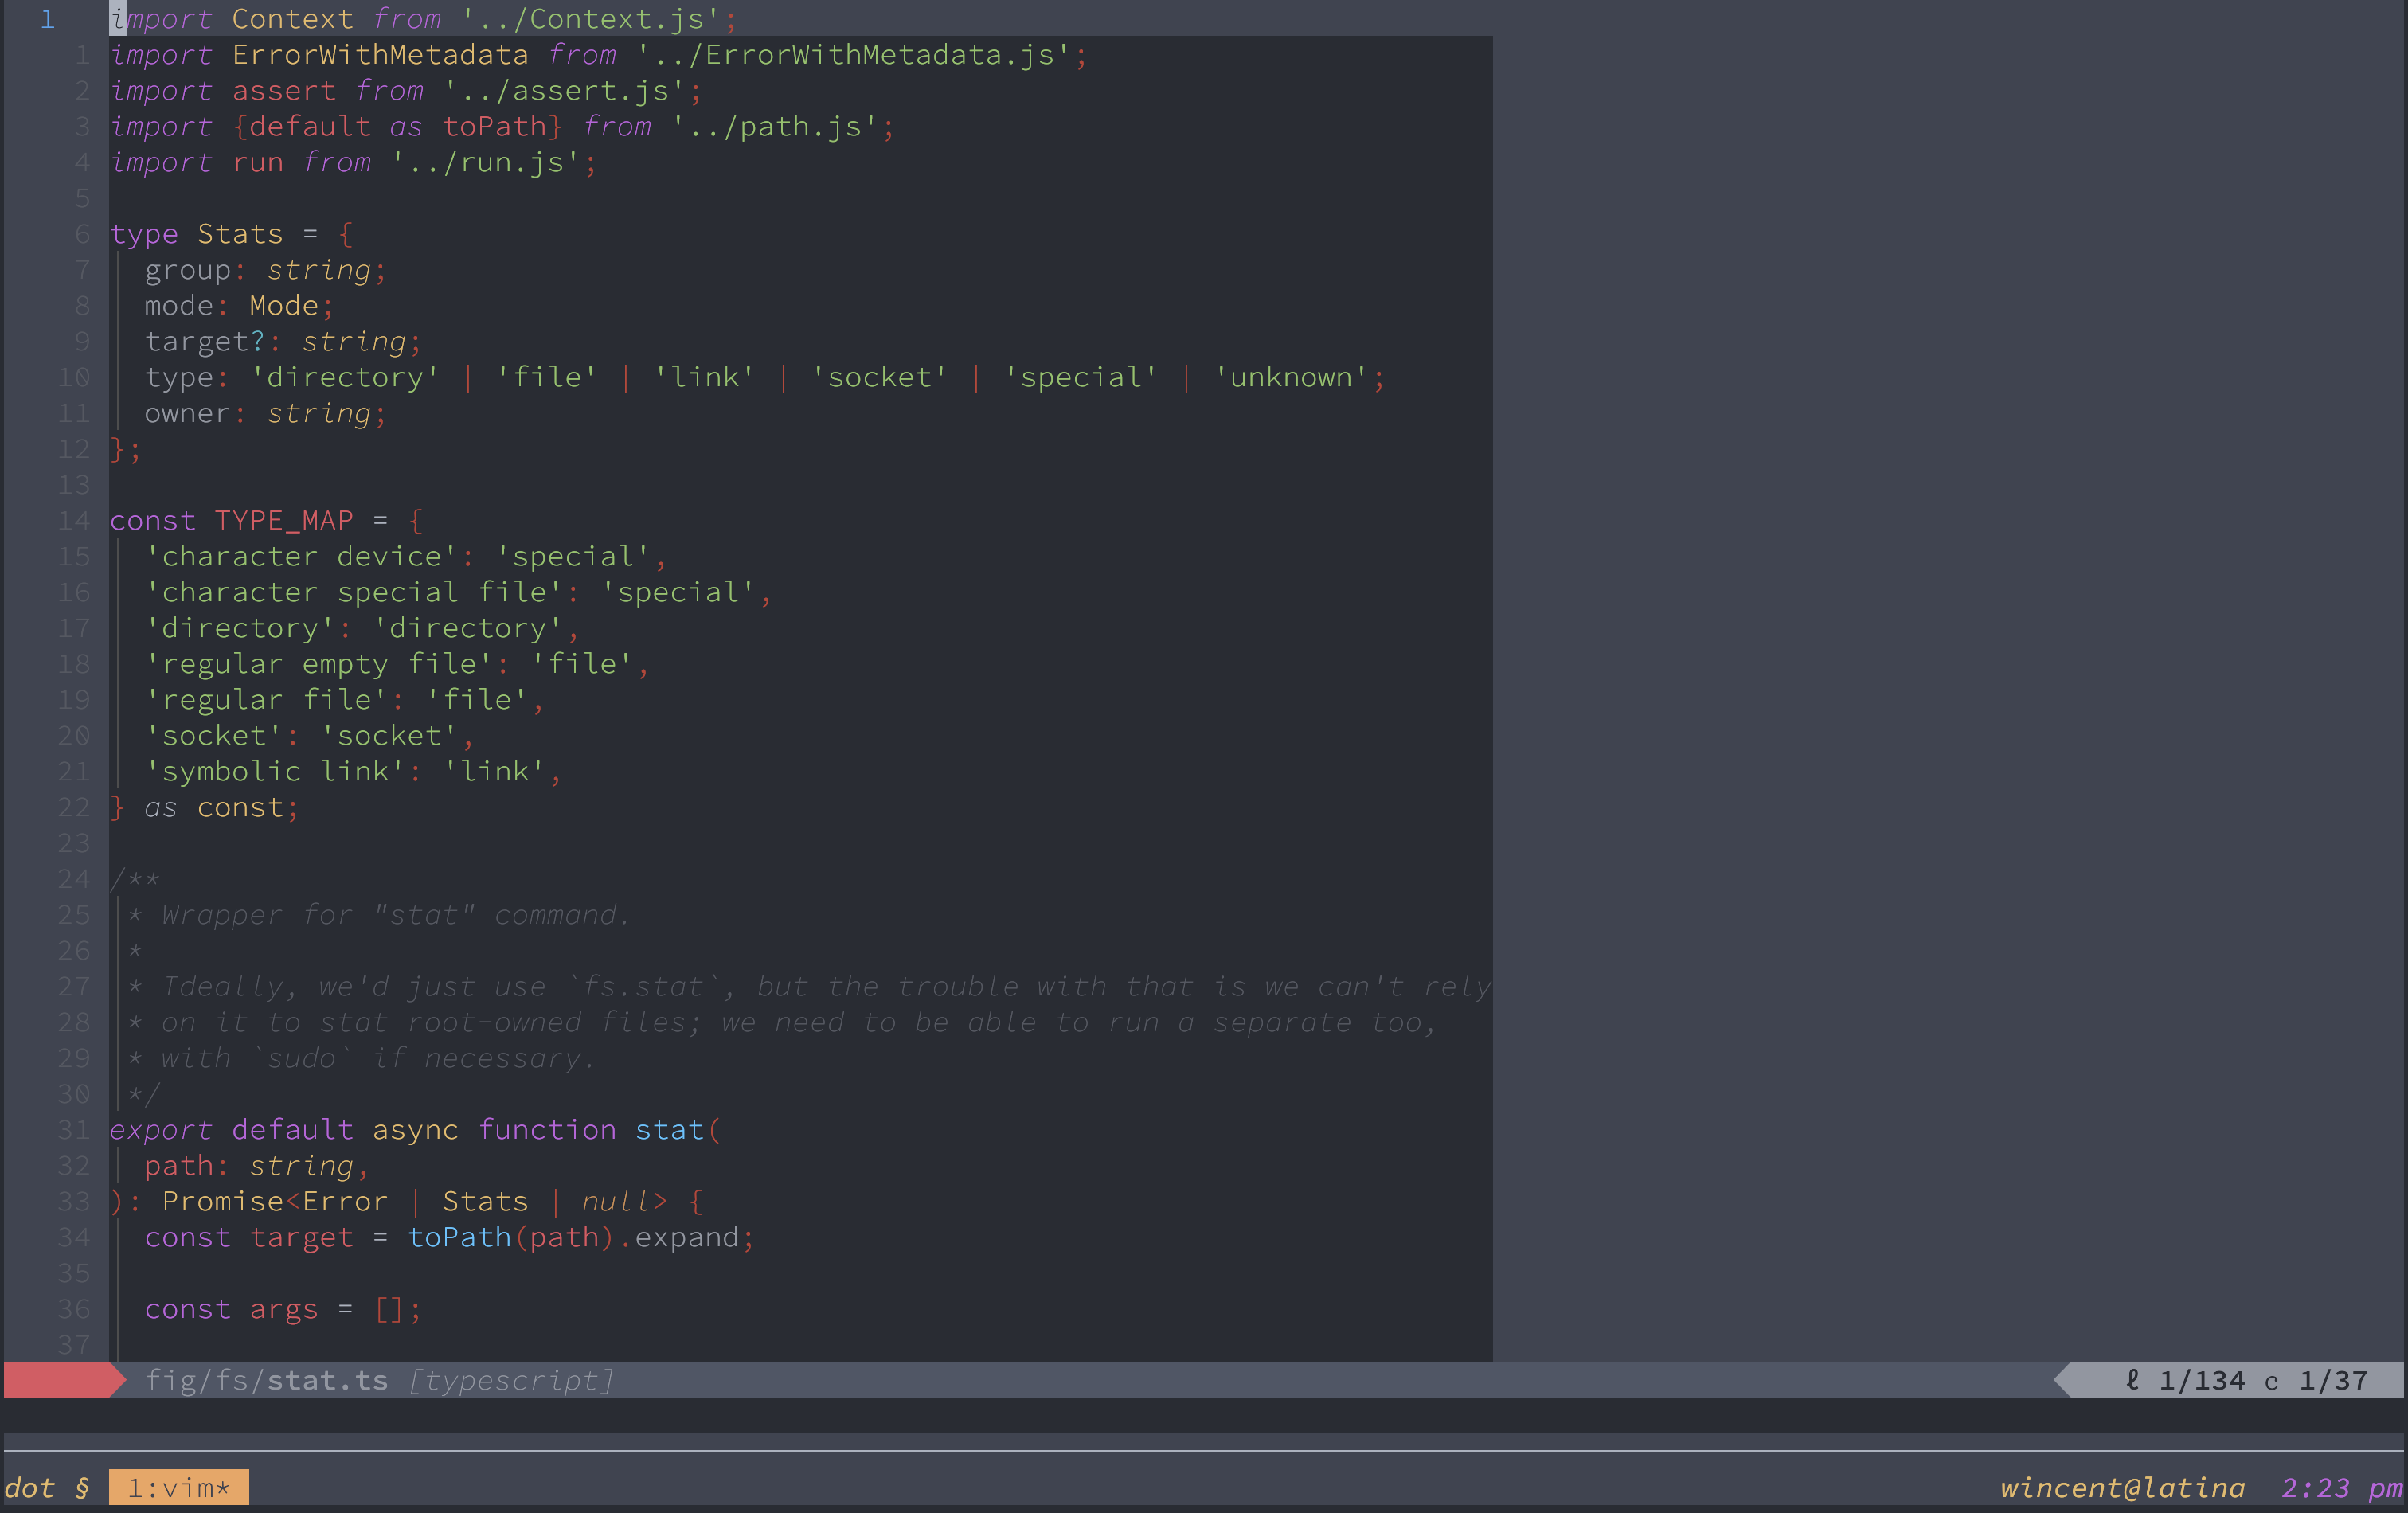 1 import Context from '../Context.js';
1 import ErrorWithMetadata from '../ErrorWithMetadata.js';
2 import assert from '../assert.js';
3 import {default as toPath} from '../path.js';
4 import run from '../run.js';
5
6 type Stats = {
7   group: string;
8   mode: Mode;
9   target?: string;
10   type: 'directory' | 'file' | 'link' | 'socket' | 'special' | 'unknown';
11   owner: string;
12 };
13
14 const TYPE_MAP = {
15   'character device': 'special',
16   'character special file': 'special',
17   'directory': 'directory',
18   'regular empty file': 'file',
19   'regular file': 'file',
20   'socket': 'socket',
21   'symbolic link': 'link',
22 } as const;
23
24 /**
25  * Wrapper for "stat" command.
26  *
27  * Ideally, we'd just use `fs.stat`, but the trouble with that is we can't rely
28  * on it to stat root-owned files; we need to be able to run a separate too,
29  * with `sudo` if necessary.
30  */
31 export default async function stat(
32   path: string,
33 ): Promise<Error | Stats | null> {
34   const target = toPath(path).expand;
35
36   const args = [];
37
fig/fs/stat.ts [typescript] ℓ 1/134 c 1/37
dot § 1:vim* wincent@latina 2:23 pm